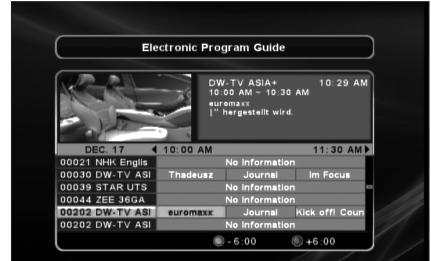 Electronic Program Guide
DW-TV ASIA+ 10:29 AM
10:00 AM ~ 10:30 AM
euromaxx
|" hergestellt wird.
DEC. 17 10:00 AM 11:30 AM
00021 NHK Englis No Information
00030 DW-TV ASI Thadeusz Journal Im Focus
00039 STAR UTS No Information
00044 ZEE 36GA No Information
00202 DW-TV ASI euromaxx Journal Kick off! Coun
00202 DW-TV ASI No Information
- 6:00 +6:00